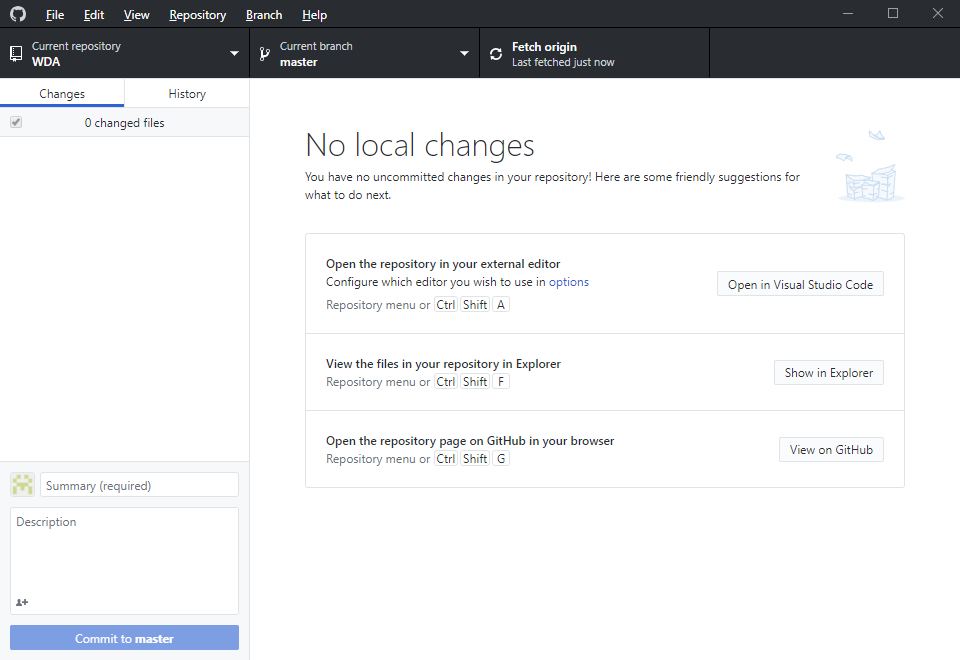 File Edit View Repository Branch Help
Current repository
WDA
Current branch
master
Fetch origin
Last fetched just now
Changes
History
0 changed files
No local changes
You have no uncommitted changes in your repository! Here are some friendly suggestions for
what to do next.
Open the repository in your external editor
Configure which editor you wish to use in options
Repository menu or Ctrl Shift A
Open in Visual Studio Code
View the files in your repository in Explorer
Repository menu or Ctrl Shift F
Show in Explorer
Open the repository page on GitHub in your browser
Repository menu or Ctrl Shift G
View on GitHub
Summary (required)
Description
Commit to master